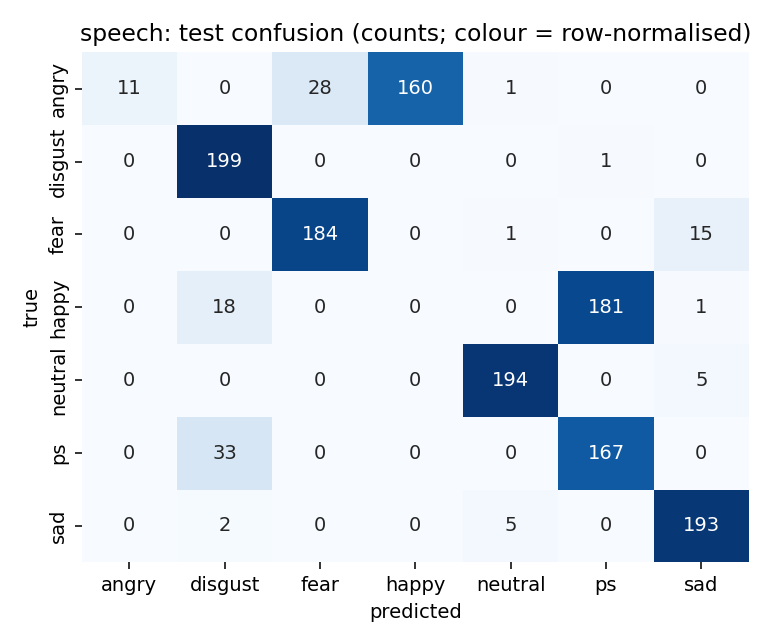 speech: test confusion (counts; colour = row-normalised)
angry 11 0 28 160 1 0 0
disgust 0 199 0 0 0 1 0
fear 0 0 184 0 1 0 15
happy 0 18 0 0 0 181 1
neutral 0 0 0 0 194 0 5
ps 0 33 0 0 0 167 0
sad 0 2 0 0 5 0 193
true
angry disgust fear happy neutral ps sad
predicted